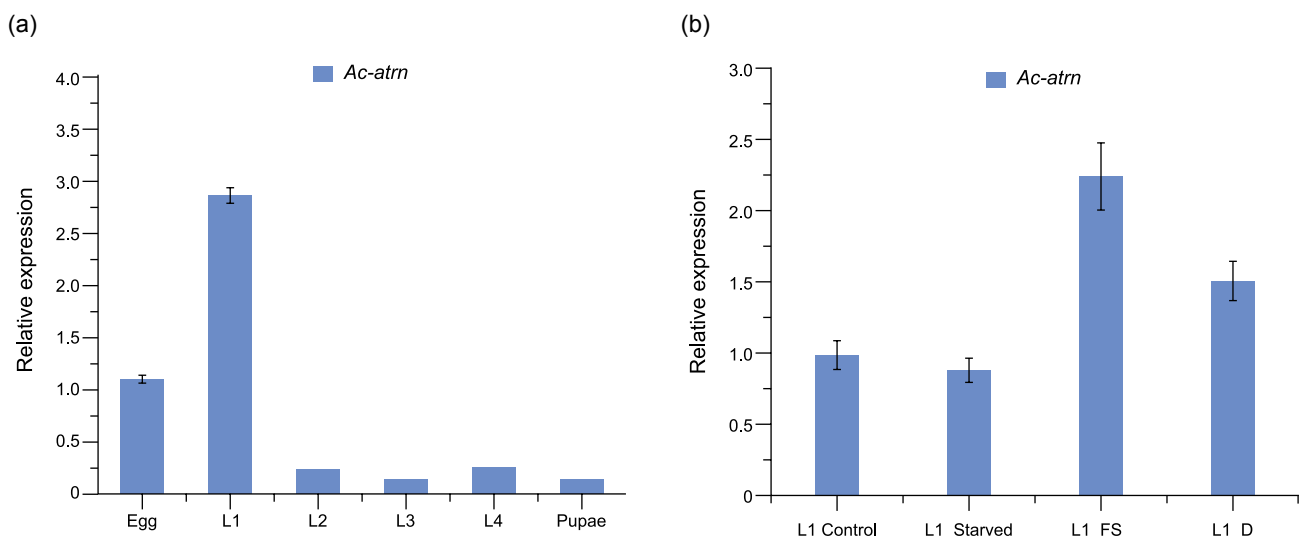 (a)
Ac-atrn
Relative expression
4.0
3.5
3.0
2.5
2.0
1.5
1.0
0.5
0
Egg L1 L2 L3 L4 Pupae
(b)
Ac-atrn
Relative expression
3.0
2.5
2.0
1.5
1.0
0.5
0
L1 Control L1 Starved L1 FS L1 D